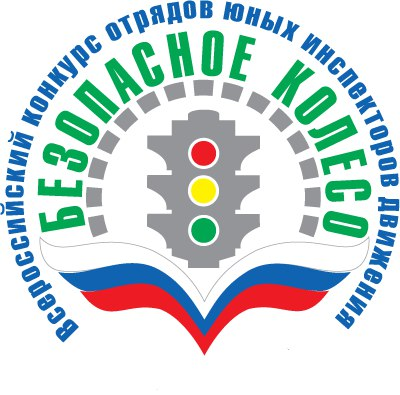 Всероссийский конкурс отрядов юных инспекторов движения
БЕЗОПАСНОЕ КОЛЕСО